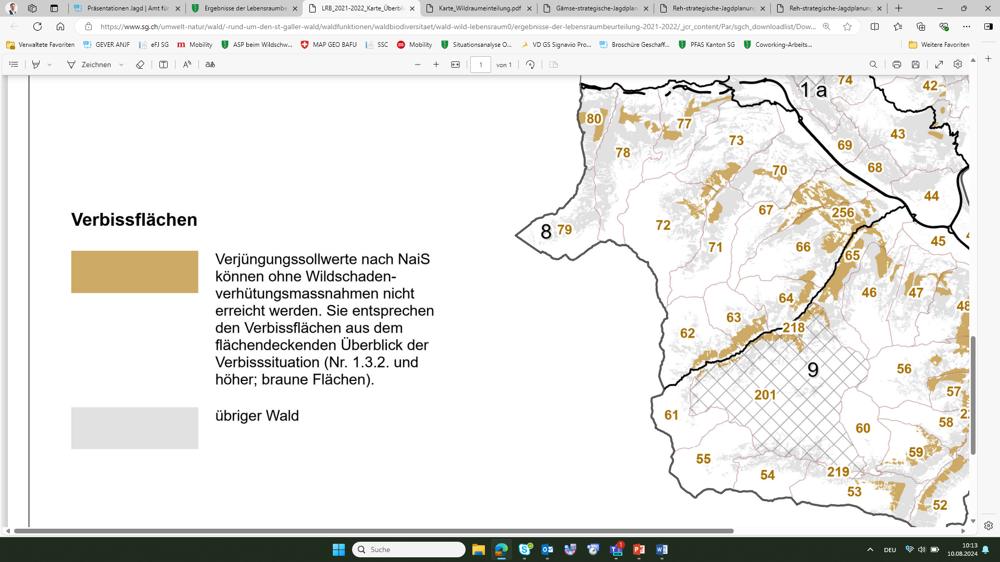 Präsentationen Jagd | Amt für
Ergebnisse der Lebensraumbe
LRB_2021-2022_Karte_Überbli
Karte_Wildraumeinteilung.pdf
Gämse-strategische-Jagdplan
Reh-strategische-Jagdplanung
Reh-strategische-Jagdplanung
https://www.sg.ch/umwelt-natur/wald/-rund-um-den-st-galler-wald/waldfunktionen/waldbiodiversitaet/wald-wild-lebensraum0/ergebnisse-der-lebensraumbeurteilung-2021-2022/_jcr_content/Par/sgch_downloadlist/Dow...
Verwaltete Favoriten
GEVER ANJF
eFJ SG
Mobility
ASP beim Wildschw...
MAP GEO BAFU
SSC
Mobility
Situationsanalyse O...
VD GS Signavio Pro...
Broschüre Geschaff...
PFAS Kanton SG
Coworking-Arbeits...
Weitere Favoriten
Zeichnen
1 von 1
74
42
1 a
80
77
43
73
69
78
70
68
44
67
256
72
8 79
45
71
66
65
46
47
64
48
63
218
62
56
9
57
201
61
58
60
59
55
219
54
53
52
Verbissflächen
Verjüngungssollwerte nach NaiS
können ohne Wildschaden-
verhütungsmassnahmen nicht
erreicht werden. Sie entsprechen
den Verbissflächen aus dem
flächendeckenden Überblick der
Verbisssituation (Nr. 1.3.2. und
höher; braune Flächen).
übriger Wald
Suche
1
NEW
DEU
10:13
10.08.2024